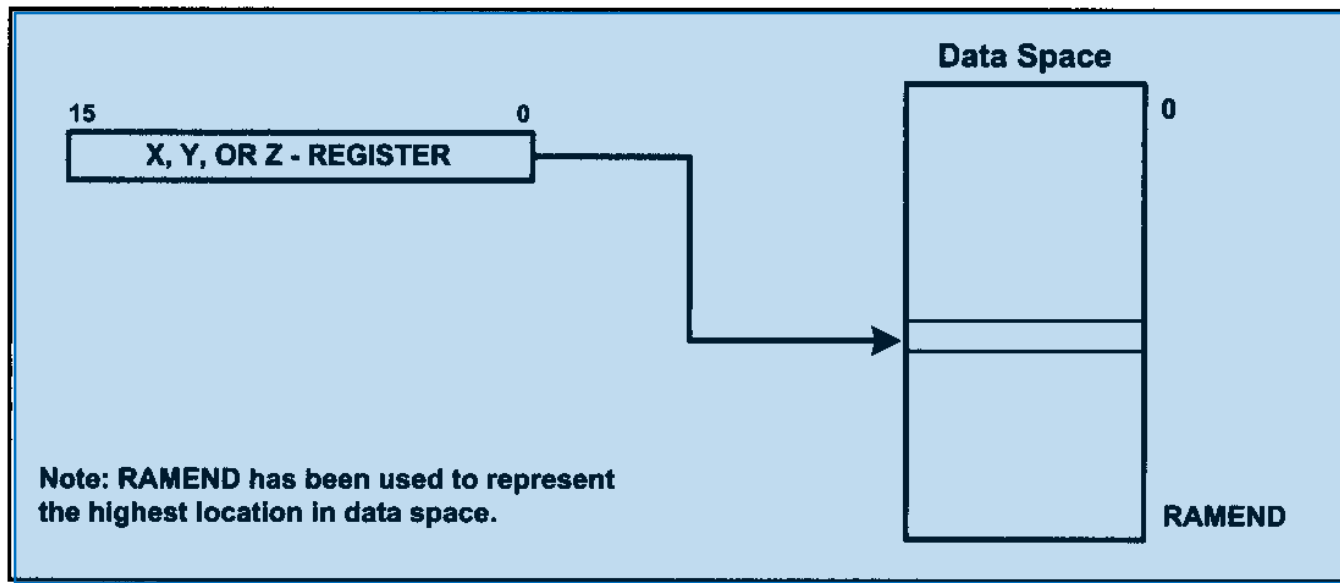 Data Space
15
0
0
X, Y, OR Z - REGISTER
Note: RAMEND has been used to represent
the highest location in data space.
RAMEND